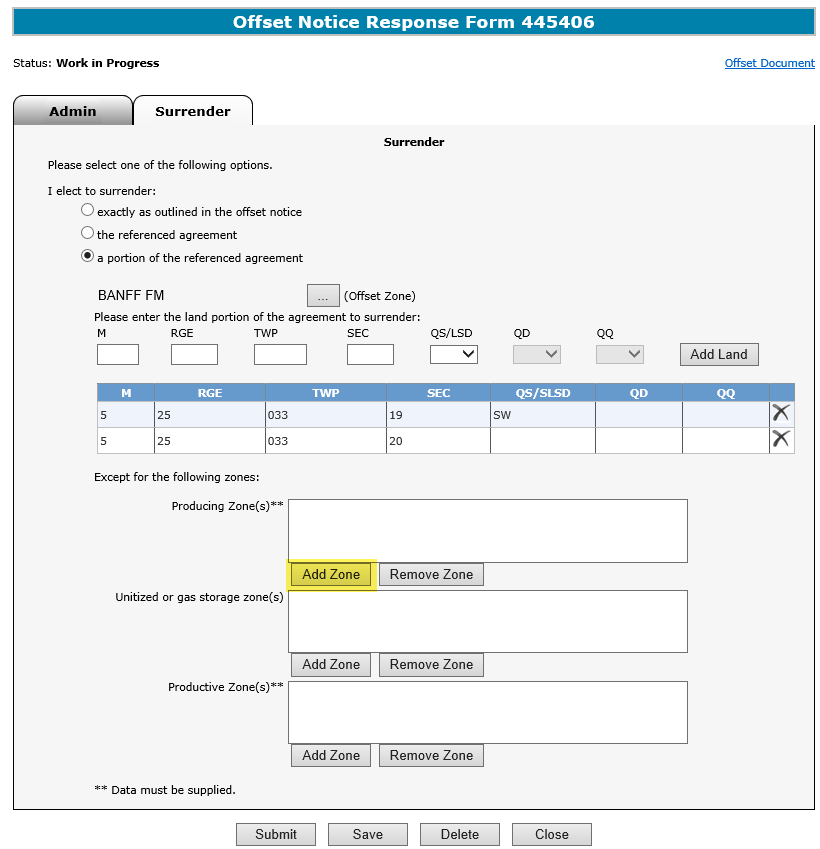 Offset Notice Response Form 445406
Status: Work in Progress Offset Document
Admin Surrender
Surrender
Please select one of the following options.
I elect to surrender:
exactly as outlined in the offset notice
the referenced agreement
a portion of the referenced agreement
BANFF FM ... (Offset Zone)
Please enter the land portion of the agreement to surrender:
M RGE TWP SEC QS/LSD QD QQ
Add Land
M RGE TWP SEC QS/SLSD QD QQ
5 25 033 19 SW
5 25 033 20
Except for the following zones:
Producing Zone(s)**
Add Zone Remove Zone
Unitized or gas storage zone(s)
Add Zone Remove Zone
Productive Zone(s)**
Add Zone Remove Zone
** Data must be supplied.
Submit Save Delete Close